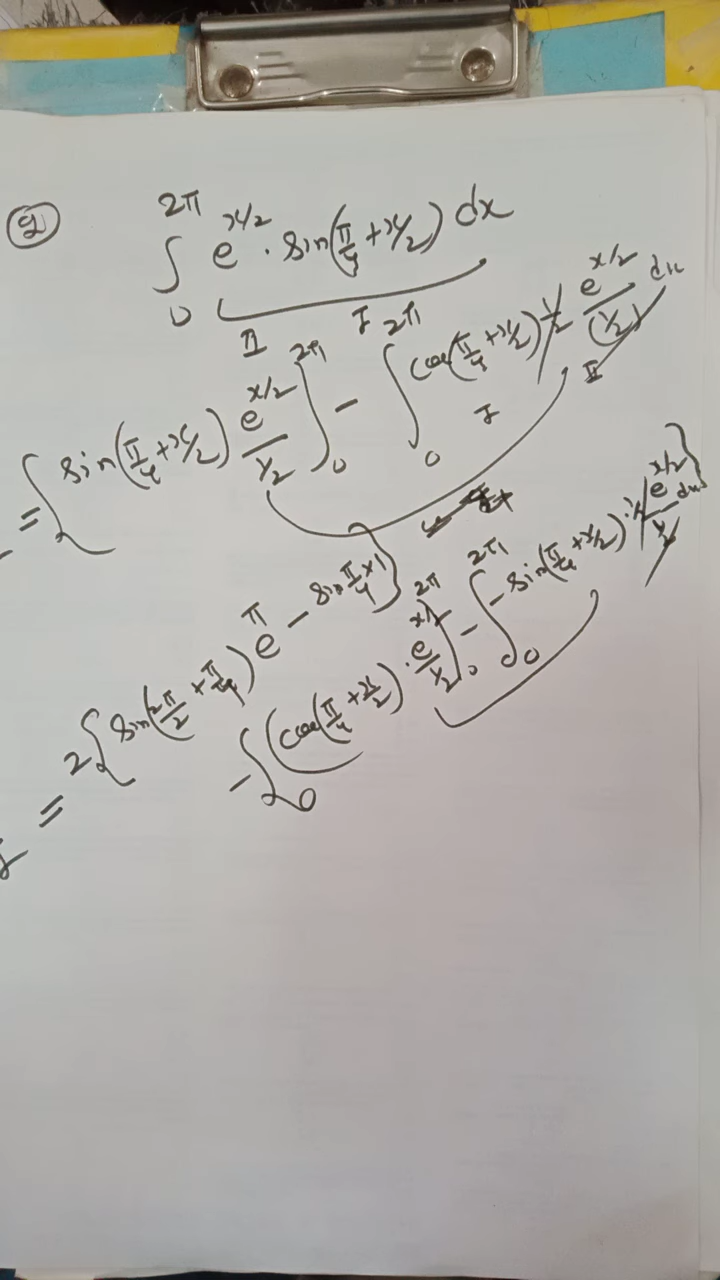 ② ∫₀^{2π} e^{x/2} · sin(π/4 + x/2) dx
II I
= { sin(π/4 + x/2) e^{x/2}/(1/2) }₀^{2π} - ∫₀^{2π} cos(π/4 + x/2) 1/2 e^{x/2}/(1/2) dx
I II
I = 2{ sin(2π/2 + π/4) e^π - sin π/4 × 1 }
- { (cos(π/4 + x/2) · e^{x/2}/(1/2) )₀^{2π} - ∫₀^{2π} - sin(π/4 + x/2) · 1/2 e^{x/2}/(1/2) dx }